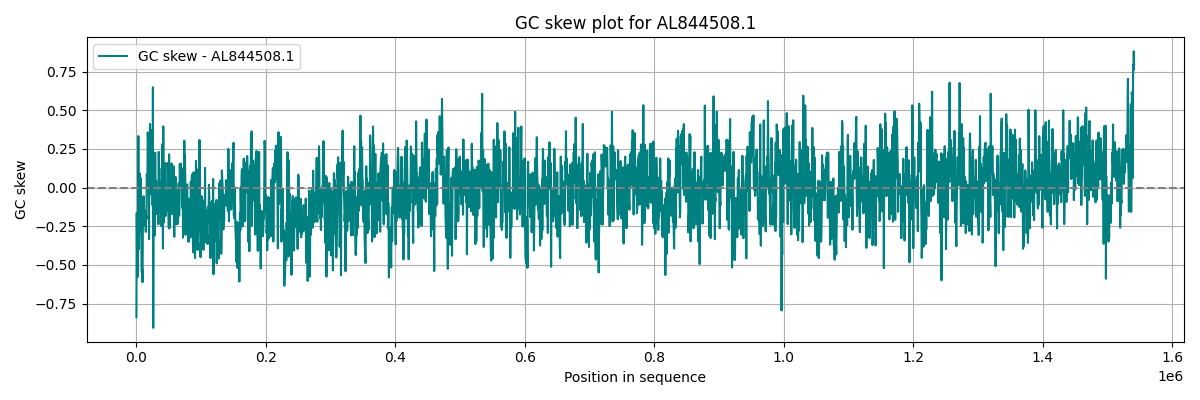 GC skew plot for AL844508.1
GC skew - AL844508.1
GC skew
0.75
0.50
0.25
0.00
−0.25
−0.50
−0.75
0.0 0.2 0.4 0.6 0.8 1.0 1.2 1.4 1.6
1e6
Position in sequence